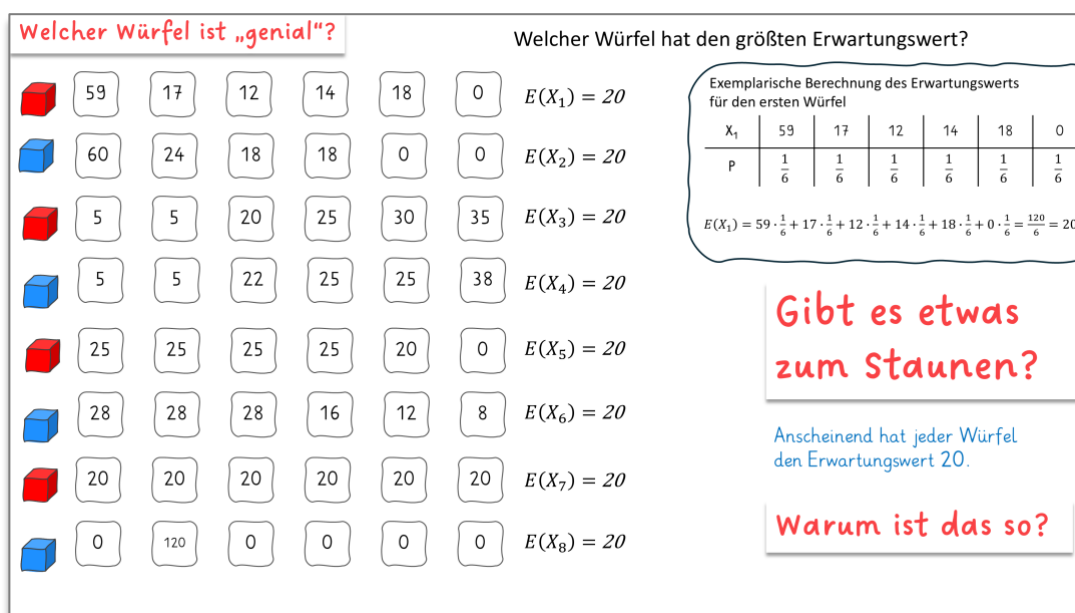 Welcher Würfel ist „genial“?
Welcher Würfel hat den größten Erwartungswert?
59 17 12 14 18 0 E(X₁) = 20
60 24 18 18 0 0 E(X₂) = 20
5 5 20 25 30 35 E(X₃) = 20
5 5 22 25 25 38 E(X₄) = 20
25 25 25 25 20 0 E(X₅) = 20
28 28 28 16 12 8 E(X₆) = 20
20 20 20 20 20 20 E(X₇) = 20
0 120 0 0 0 0 E(X₈) = 20
Exemplarische Berechnung des Erwartungswerts
für den ersten Würfel
X₁ 59 17 12 14 18 0
P 1/6 1/6 1/6 1/6 1/6 1/6
E(X₁) = 59 · 1/6 + 17 · 1/6 + 12 · 1/6 + 14 · 1/6 + 18 · 1/6 + 0 · 1/6 = 120/6 = 20
Gibt es etwas
zum Staunen?
Anscheinend hat jeder Würfel
den Erwartungswert 20.
Warum ist das so?